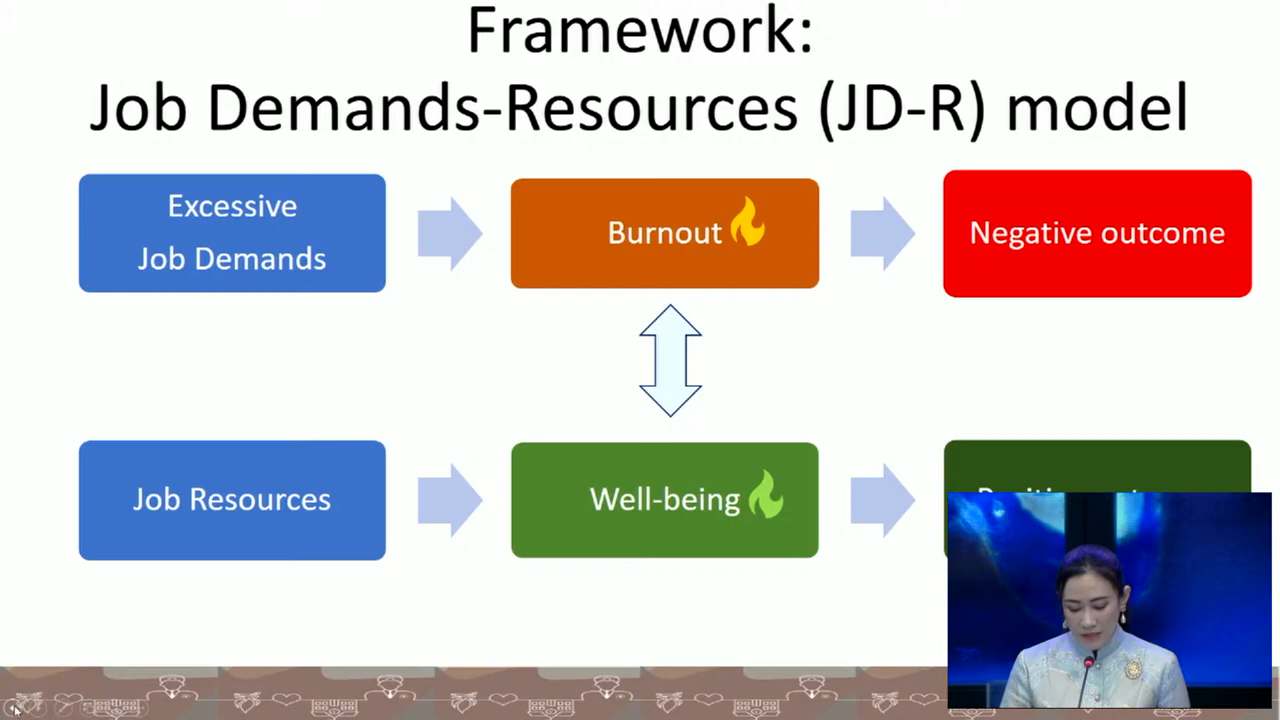 Framework:
Job Demands-Resources (JD-R) model
Excessive
Job Demands
Burnout
Negative outcome
Job Resources
Well-being